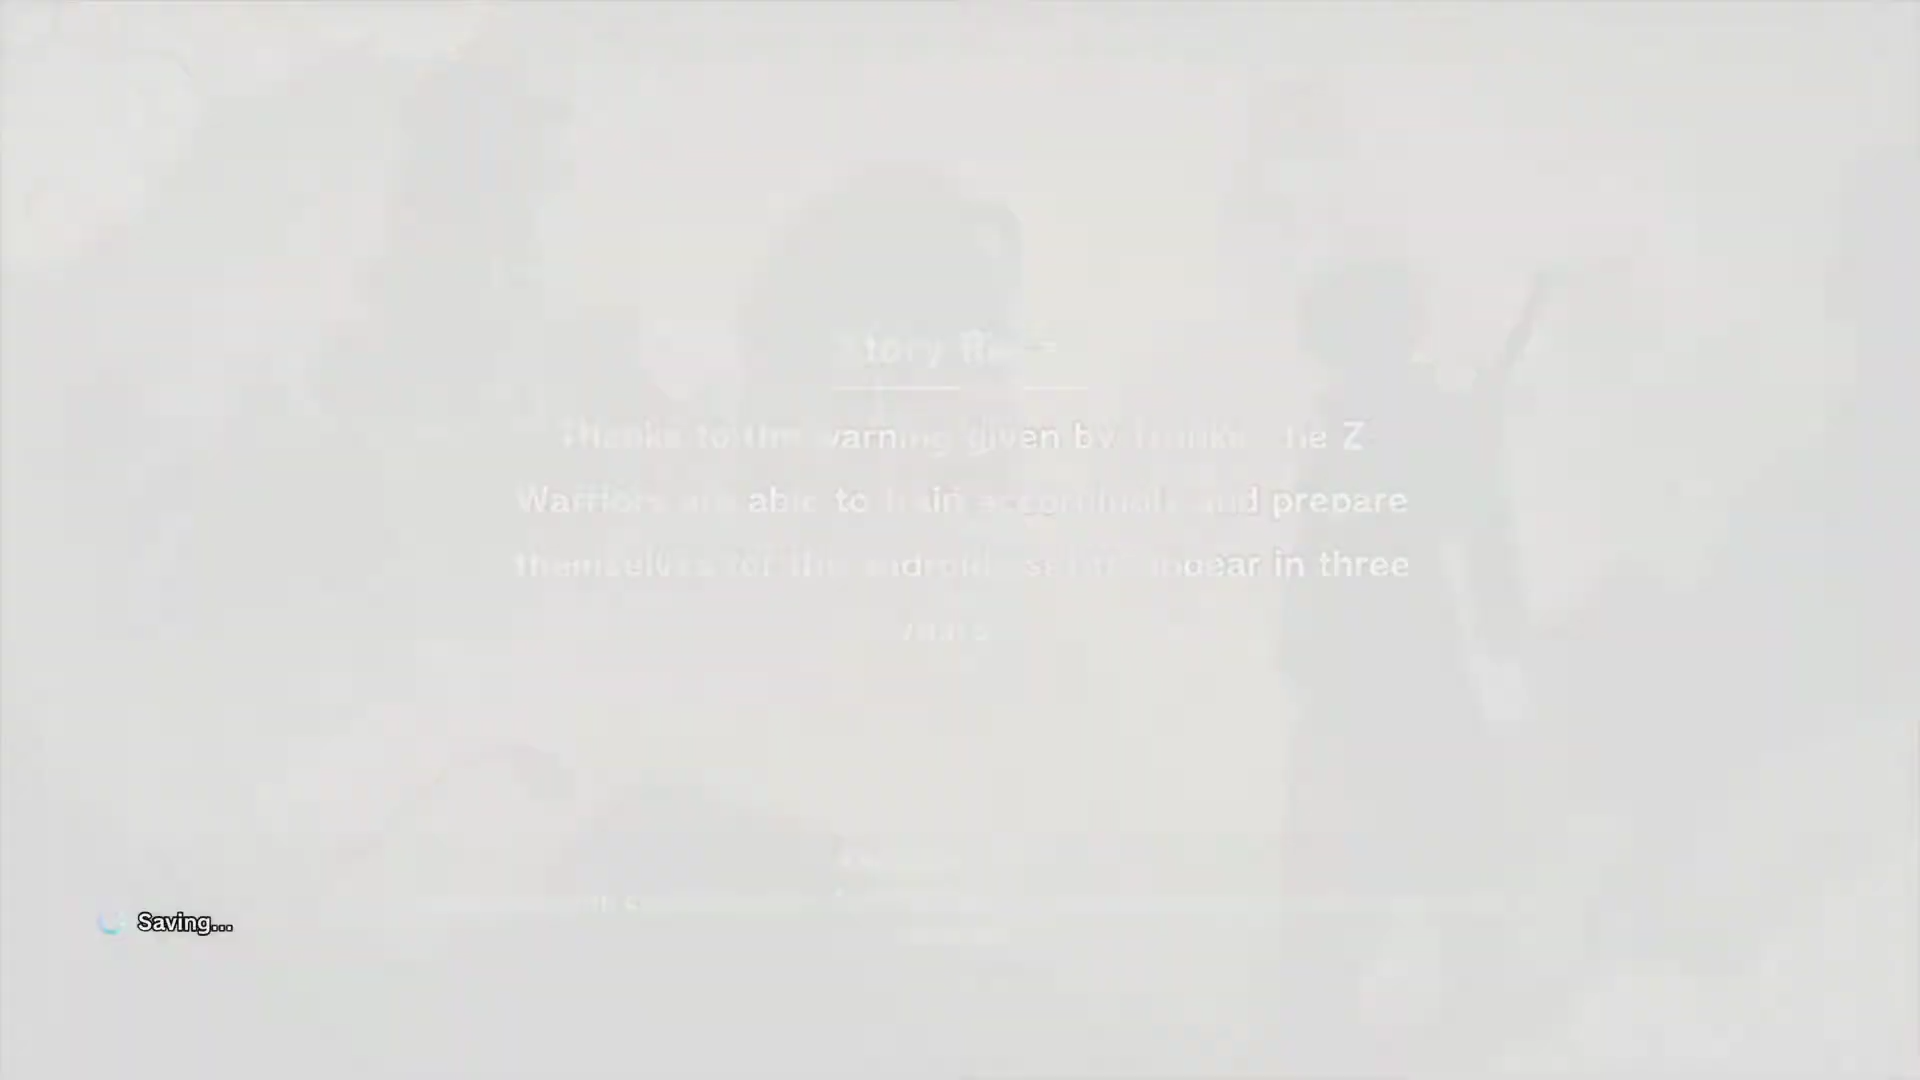 Story
Thanks to the warning given by Trunks, the Z
Warriors are able to train accordingly and prepare
themselves for the androids set to appear in three
years.
Saving...